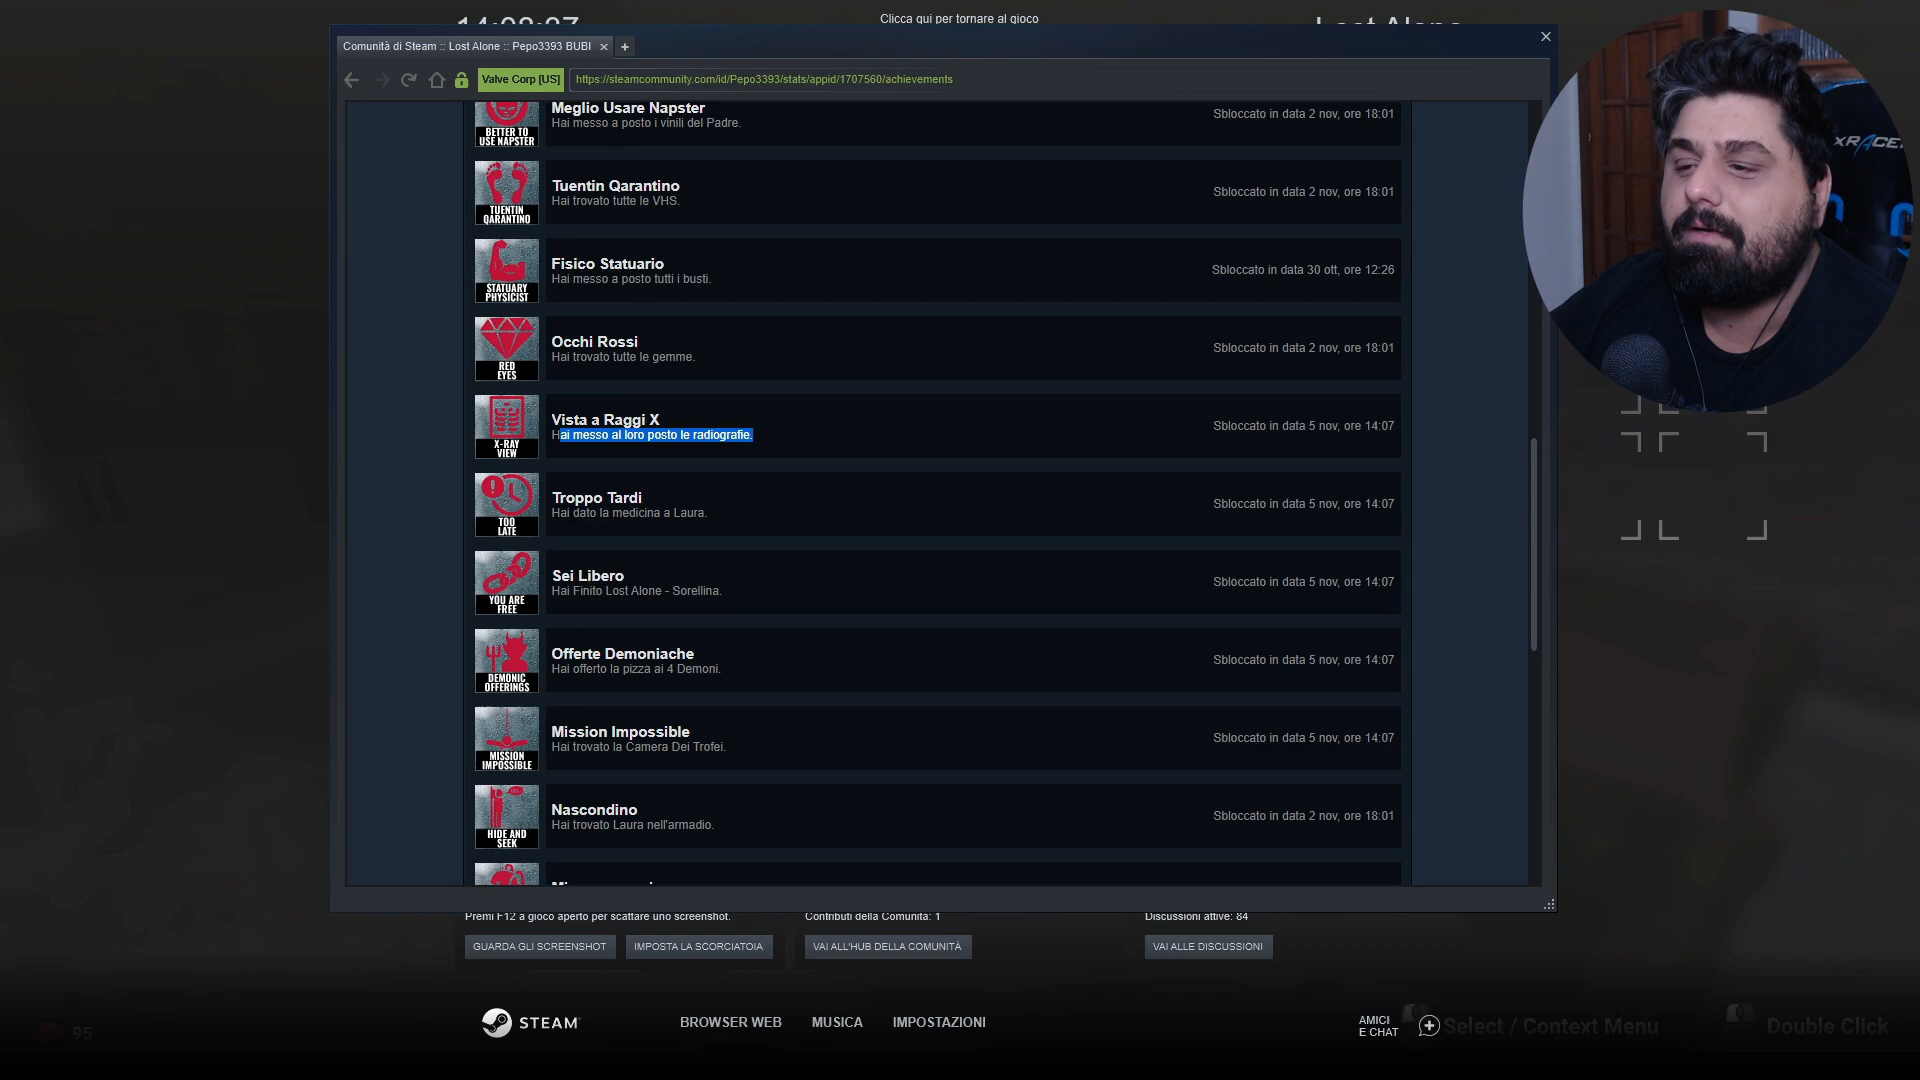 Clicca qui per tornare al gioco
Comunità di Steam :: Lost Alone :: Pepo3393 BUBI
Valve Corp [US]
https://steamcommunity.com/id/Pepo3393/stats/appid/1707560/achievements
BETTER TO
USE NAPSTER
Meglio Usare Napster
Hai messo a posto i vinili del Padre.
Sbloccato in data 2 nov, ore 18:01
TUENTIN
QARANTINO
Tuentin Qarantino
Hai trovato tutte le VHS.
Sbloccato in data 2 nov, ore 18:01
STATUARY
PHYSICIST
Fisico Statuario
Hai messo a posto tutti i busti.
Sbloccato in data 30 ott, ore 12:26
RED
EYES
Occhi Rossi
Hai trovato tutte le gemme.
Sbloccato in data 2 nov, ore 18:01
X-RAY
VIEW
Vista a Raggi X
Hai messo al loro posto le radiografie.
Sbloccato in data 5 nov, ore 14:07
TOO
LATE
Troppo Tardi
Hai dato la medicina a Laura.
Sbloccato in data 5 nov, ore 14:07
YOU ARE
FREE
Sei Libero
Hai Finito Lost Alone - Sorellina.
Sbloccato in data 5 nov, ore 14:07
DEMONIC
OFFERINGS
Offerte Demoniache
Hai offerto la pizza ai 4 Demoni.
Sbloccato in data 5 nov, ore 14:07
MISSION
IMPOSSIBLE
Mission Impossible
Hai trovato la Camera Dei Trofei.
Sbloccato in data 5 nov, ore 14:07
HIDE AND
SEEK
Nascondino
Hai trovato Laura nell'armadio.
Sbloccato in data 2 nov, ore 18:01
Premi F12 a gioco aperto per scattare uno screenshot.
Contributi della Comunità: 1
Discussioni attive: 84
GUARDA GLI SCREENSHOT
IMPOSTA LA SCORCIATOIA
VAI ALL'HUB DELLA COMUNITÀ
VAI ALLE DISCUSSIONI
STEAM
BROWSER WEB
MUSICA
IMPOSTAZIONI
AMICI
E CHAT
95
Select / Context Menu
Double Click
Lost Alone